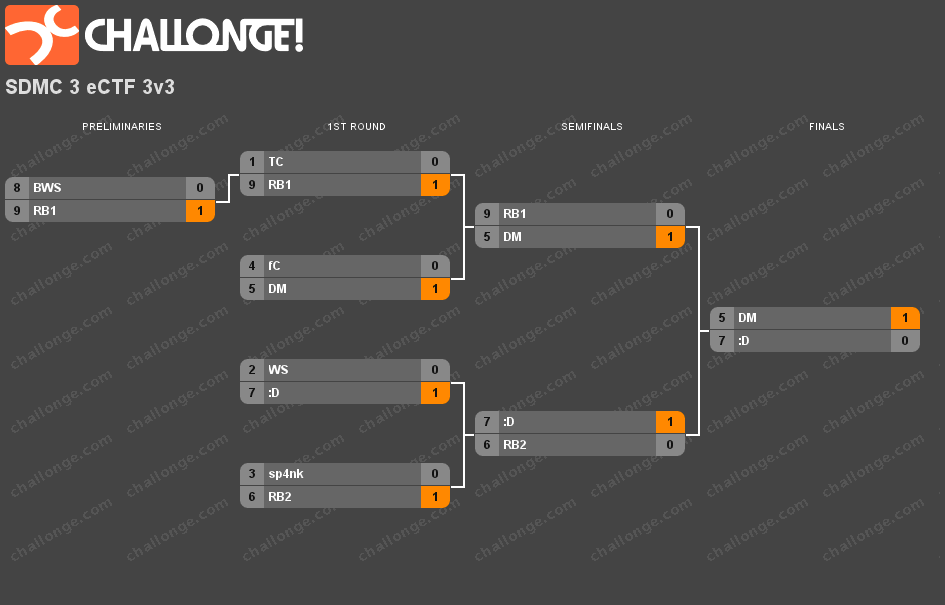 CHALLONGE!
SDMC 3 eCTF 3v3
PRELIMINARIES
1ST ROUND
SEMIFINALS
FINALS
8 BWS 0
9 RB1 1
1 TC 0
9 RB1 1
4 fC 0
5 DM 1
2 WS 0
7 :D 1
3 sp4nk 0
6 RB2 1
9 RB1 0
5 DM 1
7 :D 1
6 RB2 0
5 DM 1
7 :D 0
challonge.com